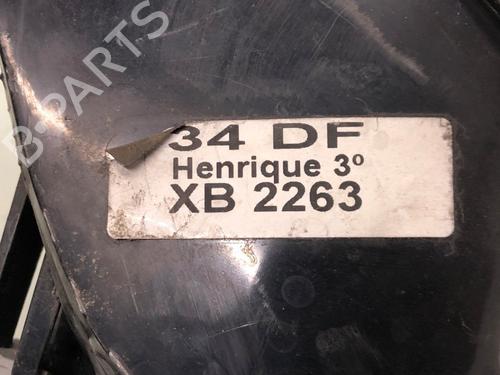 B-PARTS
34 DF
Henrique 3º
XB 2263